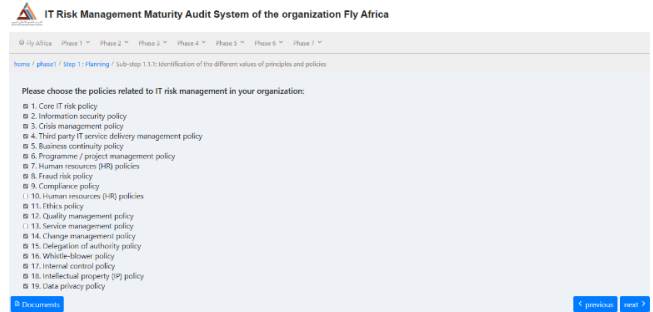 IT Risk Management Maturity Audit System of the organization Fly Africa
Fly Africa Phase 1 Phase 2 Phase 3 Phase 4 Phase 5 Phase 6 Phase 7
home / phase1 / Step 1 : Planning / Sub-step 1.1.1: Identification of the different values of principles and policies
Please choose the policies related to IT risk management in your organization:
1. Core IT risk policy
2. Information security policy
3. Crisis management policy
4. Third party IT service delivery management policy
5. Business continuity policy
6. Programme / project management policy
7. Human resources (HR) policies
8. Fraud risk policy
9. Compliance policy
10. Human resources (HR) policies
11. Ethics policy
12. Quality management policy
13. Service management policy
14. Change management policy
15. Delegation of authority policy
16. Whistle-blower policy
17. Internal control policy
18. Intellectual property (IP) policy
19. Data privacy policy
Documents
previous next